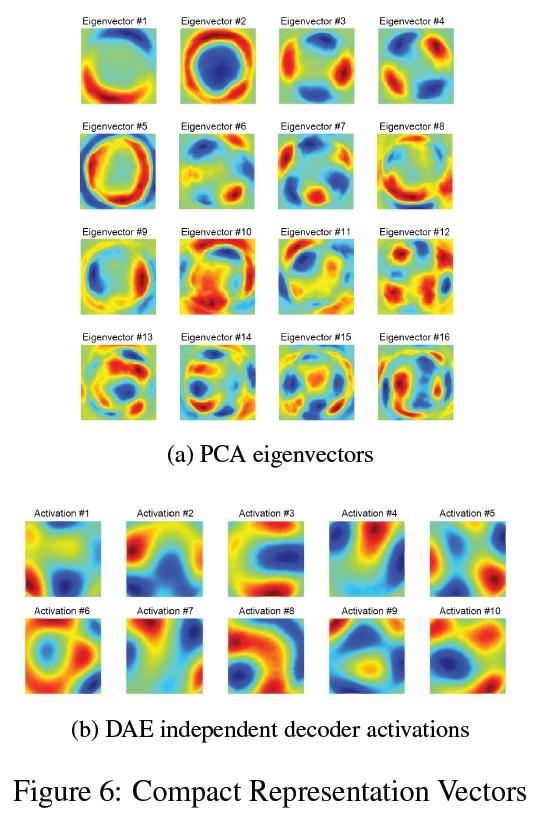 Eigenvector #1 Eigenvector #2 Eigenvector #3 Eigenvector #4
Eigenvector #5 Eigenvector #6 Eigenvector #7 Eigenvector #8
Eigenvector #9 Eigenvector #10 Eigenvector #11 Eigenvector #12
Eigenvector #13 Eigenvector #14 Eigenvector #15 Eigenvector #16
(a) PCA eigenvectors
Activation #1 Activation #2 Activation #3 Activation #4 Activation #5
Activation #6 Activation #7 Activation #8 Activation #9 Activation #10
(b) DAE independent decoder activations
Figure 6: Compact Representation Vectors